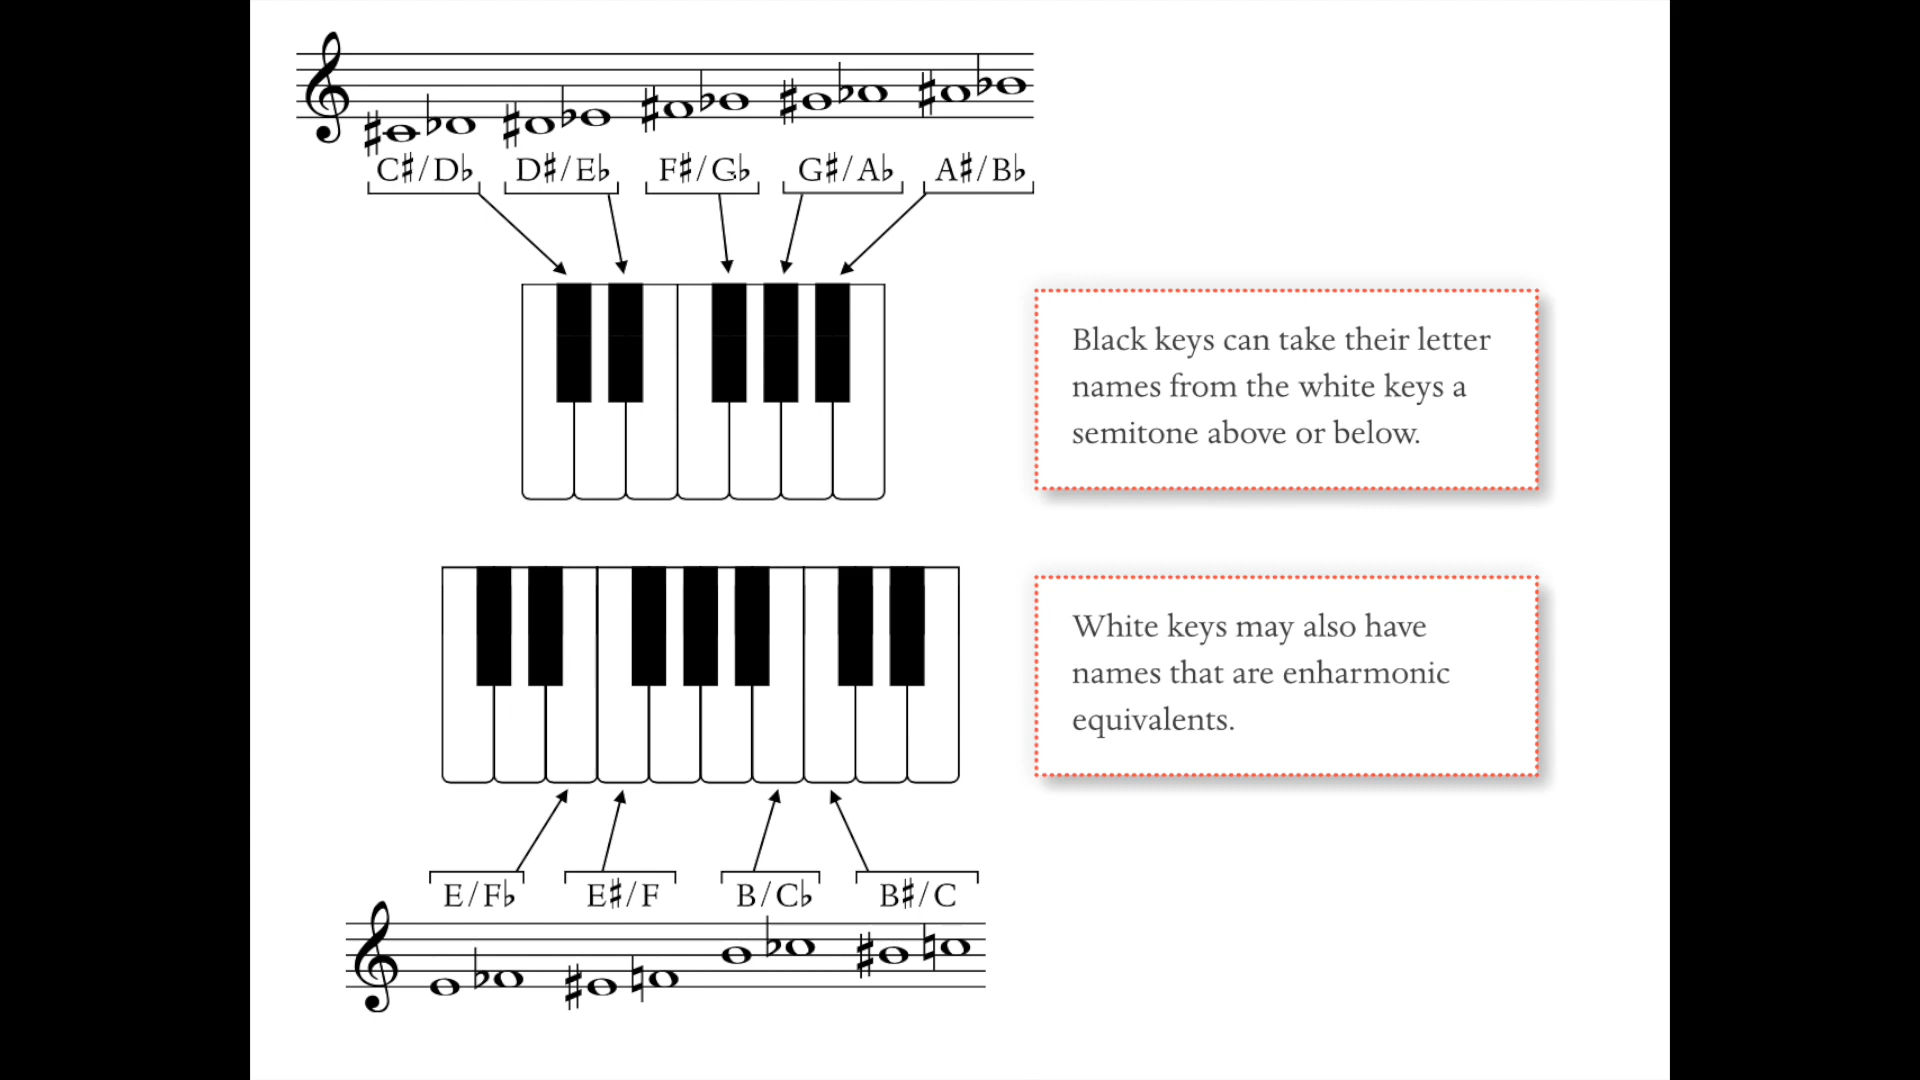 C♯/D♭ D♯/E♭ F♯/G♭ G♯/A♭ A♯/B♭
Black keys can take their letter
names from the white keys a
semitone above or below.
White keys may also have
names that are enharmonic
equivalents.
E/F♭ E♯/F B/C♭ B♯/C